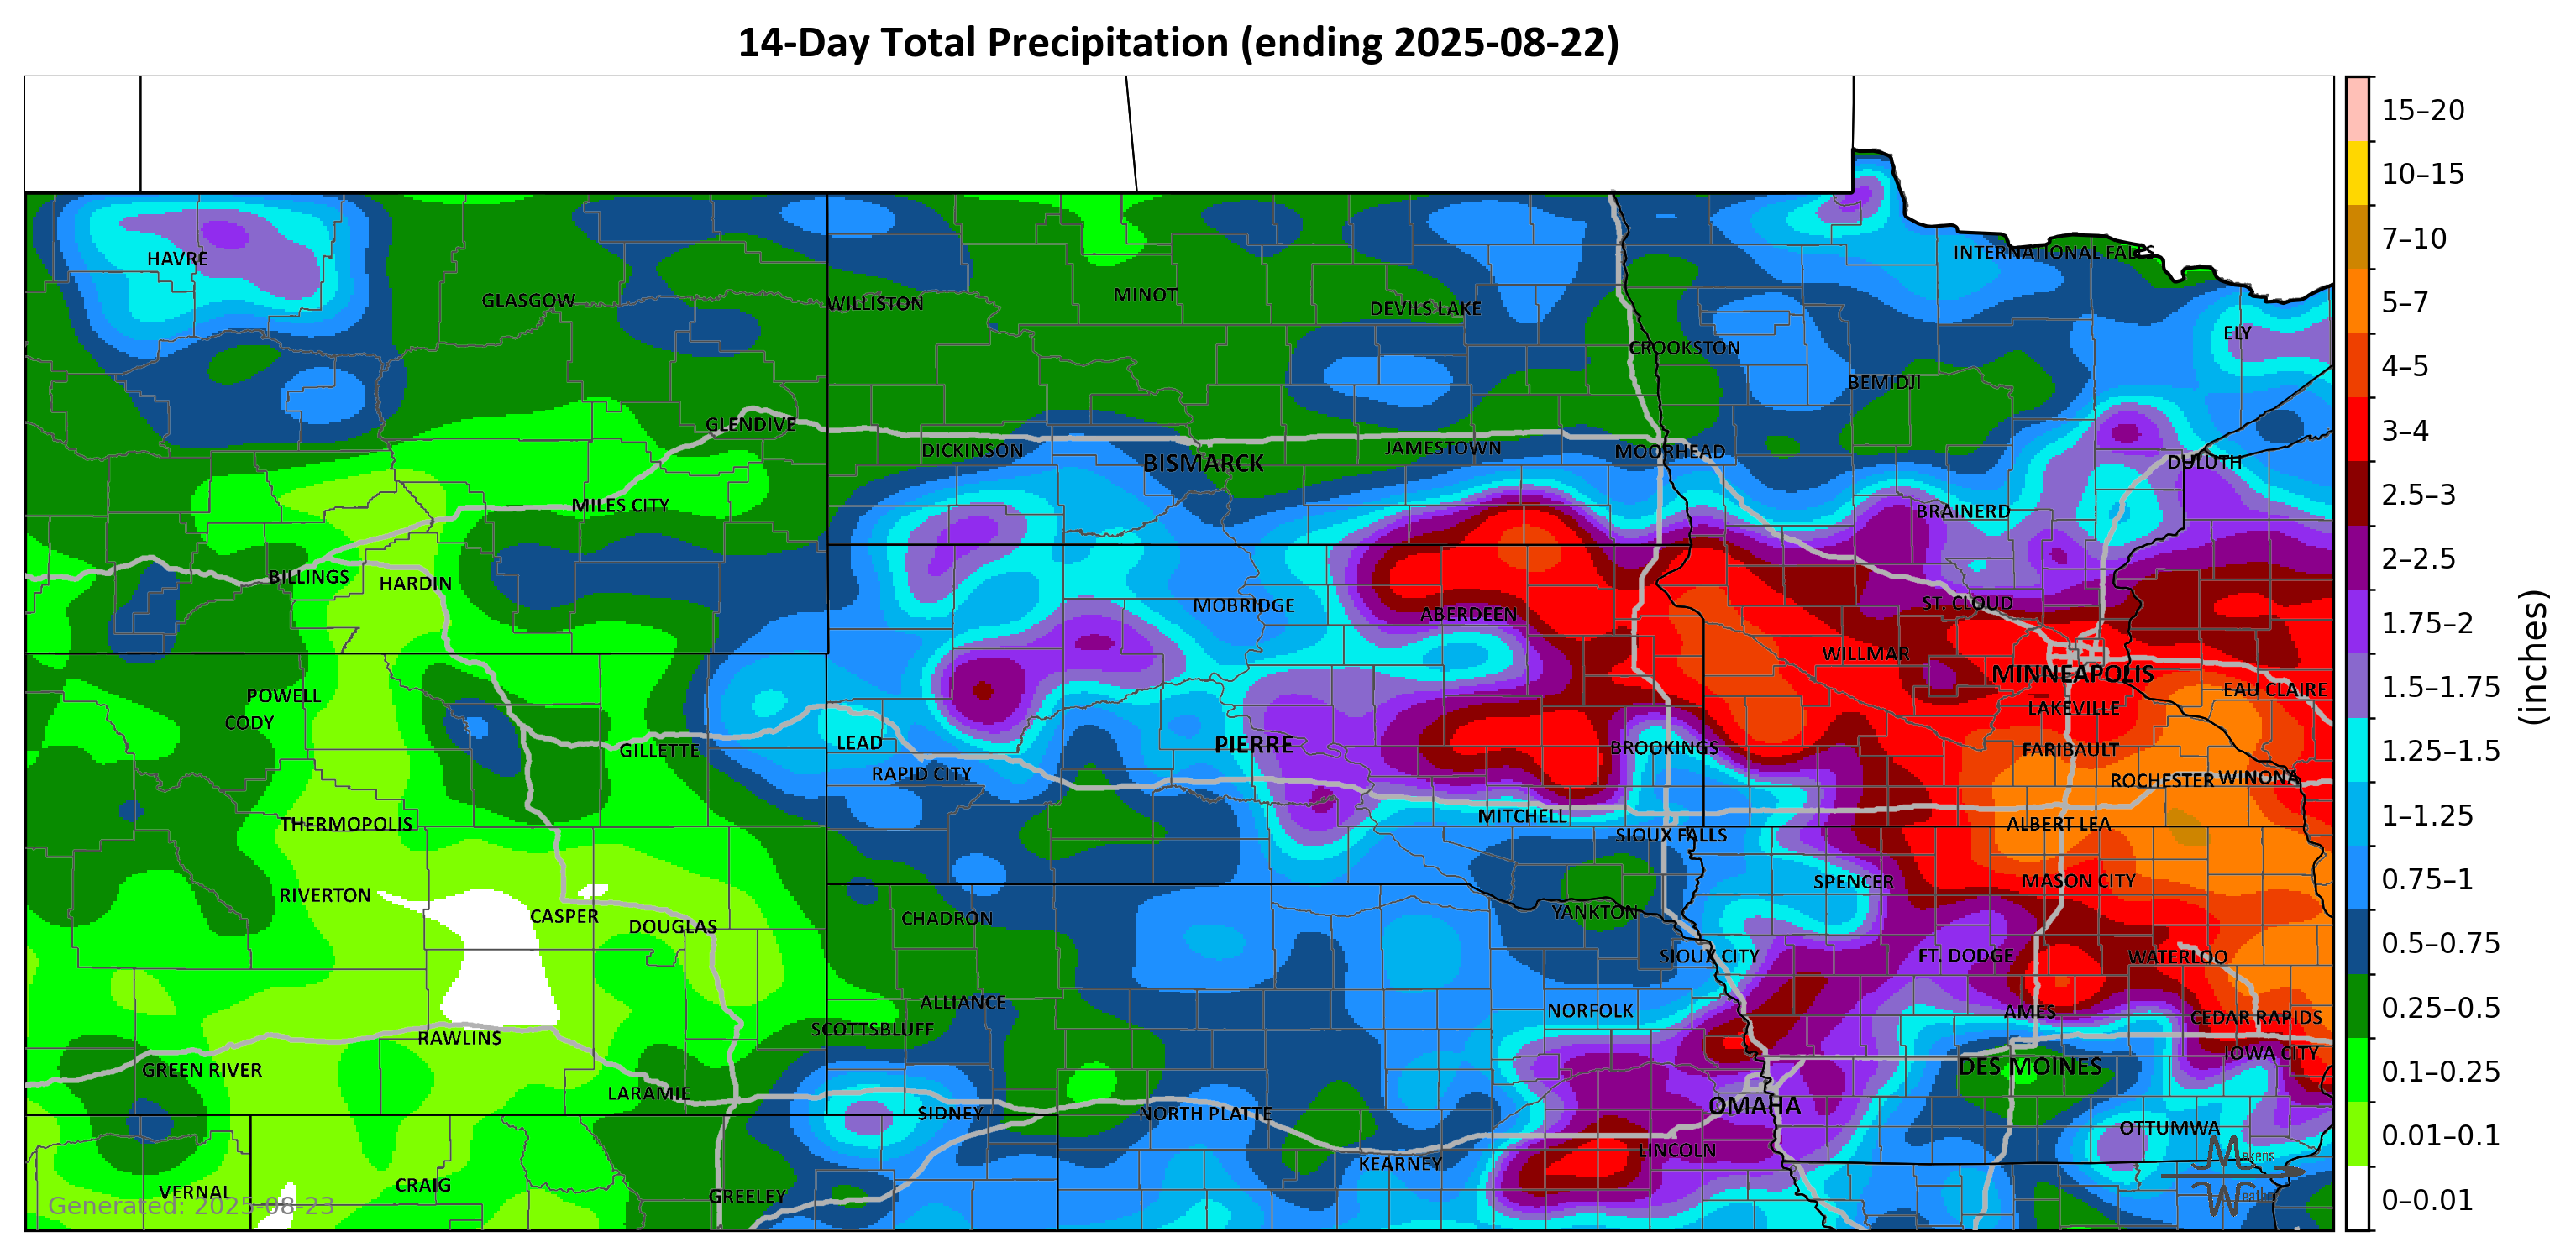 14-Day Total Precipitation (ending 2025-08-22)
15–20
10–15
7–10
5–7
4–5
3–4
2.5–3
2–2.5
1.75–2
1.5–1.75
1.25–1.5
1–1.25
0.75–1
0.5–0.75
0.25–0.5
0.1–0.25
0.01–0.1
0–0.01
(inches)
HAVRE
INTERNATIONAL FALLS
GLASGOW
WILLISTON
MINOT
DEVILS LAKE
ELY
CROOKSTON
BEMIDJI
GLENDIVE
DICKINSON
BISMARCK
JAMESTOWN
MOORHEAD
DULUTH
MILES CITY
BRAINERD
BILLINGS
HARDIN
MOBRIDGE
ABERDEEN
ST. CLOUD
WILLMAR
MINNEAPOLIS
POWELL
EAU CLAIRE
CODY
LAKEVILLE
GILLETTE
LEAD
PIERRE
BROOKINGS
FARIBAULT
RAPID CITY
ROCHESTER
WINONA
THERMOPOLIS
MITCHELL
SIOUX FALLS
ALBERT LEA
RIVERTON
SPENCER
MASON CITY
CASPER
DOUGLAS
CHADRON
YANKTON
SIOUX CITY
FT. DODGE
WATERLOO
ALLIANCE
NORFOLK
AMES
CEDAR RAPIDS
SCOTTSBLUFF
RAWLINS
IOWA CITY
GREEN RIVER
DES MOINES
LARAMIE
SIDNEY
NORTH PLATTE
OMAHA
OTTUMWA
LINCOLN
KEARNEY
VERNAL
CRAIG
GREELEY
Generated: 2025-08-23
Makens
Weather